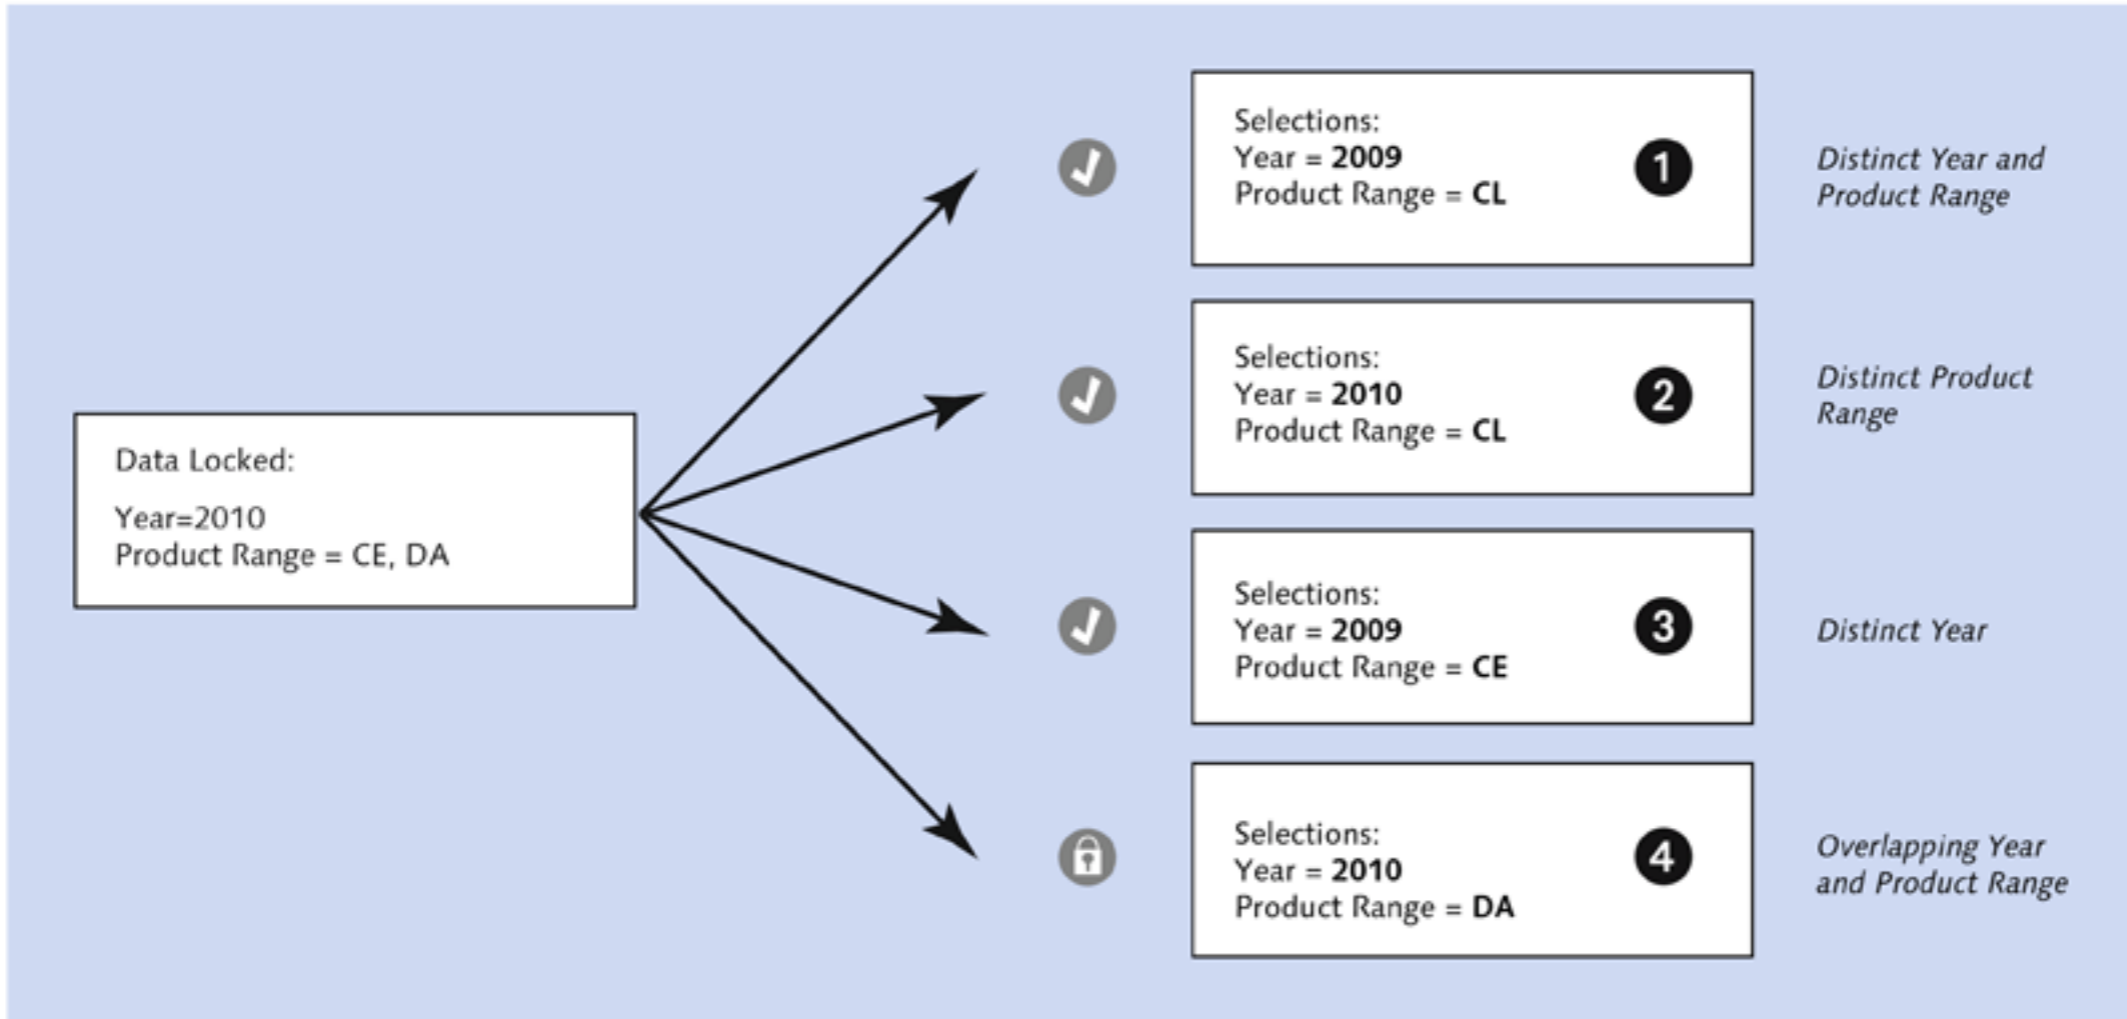 Data Locked:
Year=2010
Product Range = CE, DA
Selections:
Year = 2009
Product Range = CL
1
Distinct Year and
Product Range
Selections:
Year = 2010
Product Range = CL
2
Distinct Product
Range
Selections:
Year = 2009
Product Range = CE
3
Distinct Year
Selections:
Year = 2010
Product Range = DA
4
Overlapping Year
and Product Range